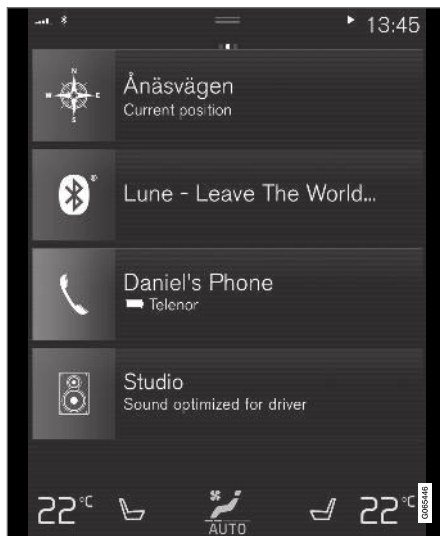 13:45
N
W
E
S
Ånäsvägen
Current position
Lune - Leave The World...
Daniel's Phone
Telenor
Studio
Sound optimized for driver
22°C
AUTO
22°C
G065446